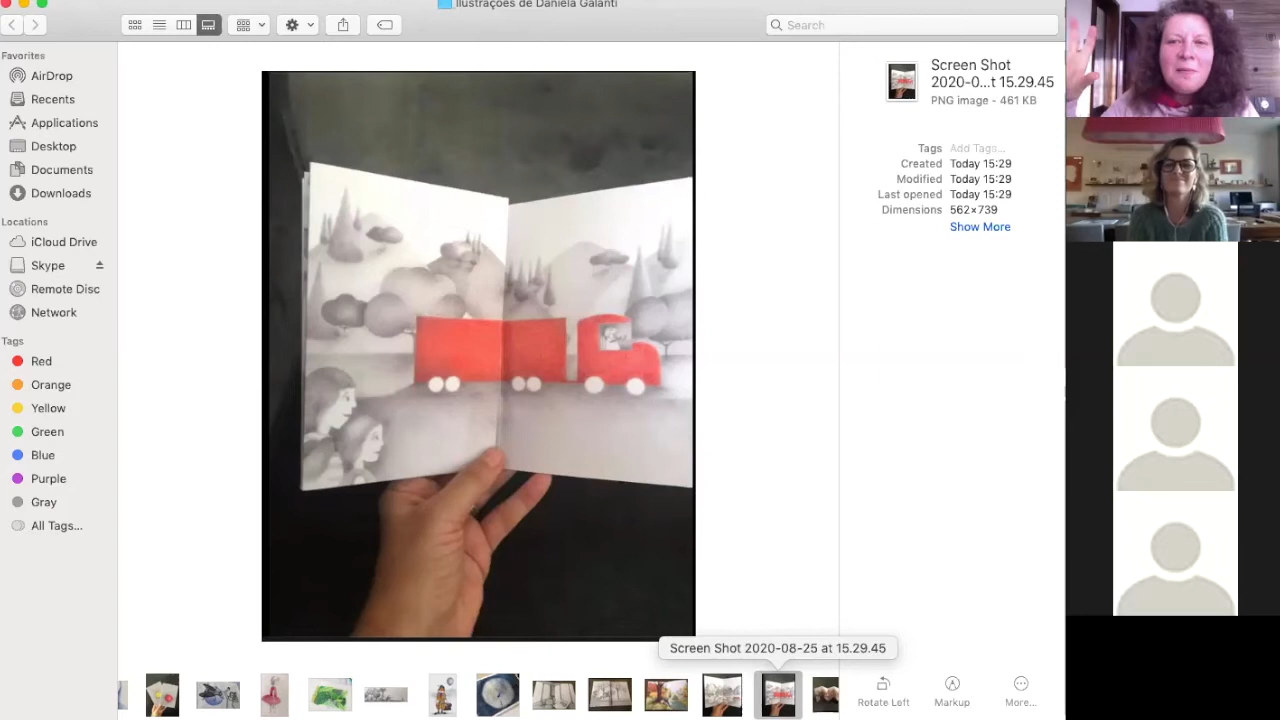 Ilustrações de Daniela Galanti
Search
Favorites
AirDrop
Recents
Applications
Desktop
Documents
Downloads
Locations
iCloud Drive
Skype
Remote Disc
Network
Tags
Red
Orange
Yellow
Green
Blue
Purple
Gray
All Tags...
Screen Shot
2020-0...t 15.29.45
PNG image - 461 KB
Tags Add Tags...
Created Today 15:29
Modified Today 15:29
Last opened Today 15:29
Dimensions 562×739
Show More
Screen Shot 2020-08-25 at 15.29.45
Rotate Left
Markup
More...